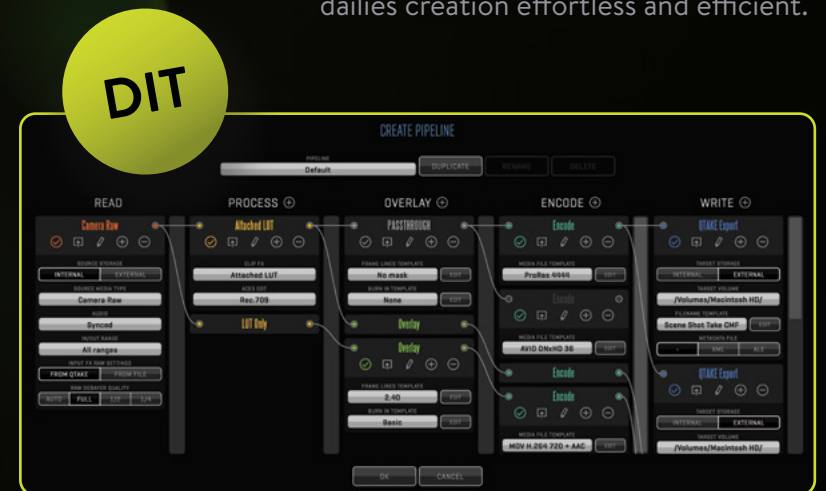 dailies creation effortless and efficient.
DIT
CREATE PIPELINE
PIPELINE
Default
DUPLICATE
RENAME
DELETE
READ
Camera Raw
SOURCE STORAGE
INTERNAL EXTERNAL
SOURCE MEDIA TYPE
Camera Raw
AUDIO
Synced
IN/OUT RANGE
All ranges
INPUT FX RAW SETTINGS
FROM QTAKE FROM FILE
RAW DEBAYER QUALITY
AUTO FULL 1/2 1/4
PROCESS
Attached LUT
CLIP FX
Attached LUT
ACES ODT
Rec.709
LUT Only
OVERLAY
PASSTHROUGH
FRAME LINES TEMPLATE
No mask EDIT
BURN IN TEMPLATE
None EDIT
Overlay
Overlay
FRAME LINES TEMPLATE
2.40 EDIT
BURN IN TEMPLATE
Basic EDIT
ENCODE
Encode
MEDIA FILE TEMPLATE
ProRes 4444 EDIT
Encode
MEDIA FILE TEMPLATE
AVID DNxHD 36 EDIT
Encode
Encode
MEDIA FILE TEMPLATE
MOV H.264 720 + AAC EDIT
WRITE
QTAKE Export
TARGET STORAGE
INTERNAL EXTERNAL
TARGET VOLUME
/Volumes/Macintosh HD/
FILENAME TEMPLATE
Scene Shot Take CMF EDIT
METADATA FILE
- XML ALE
QTAKE Export
TARGET STORAGE
INTERNAL EXTERNAL
TARGET VOLUME
/Volumes/Macintosh HD/
OK CANCEL